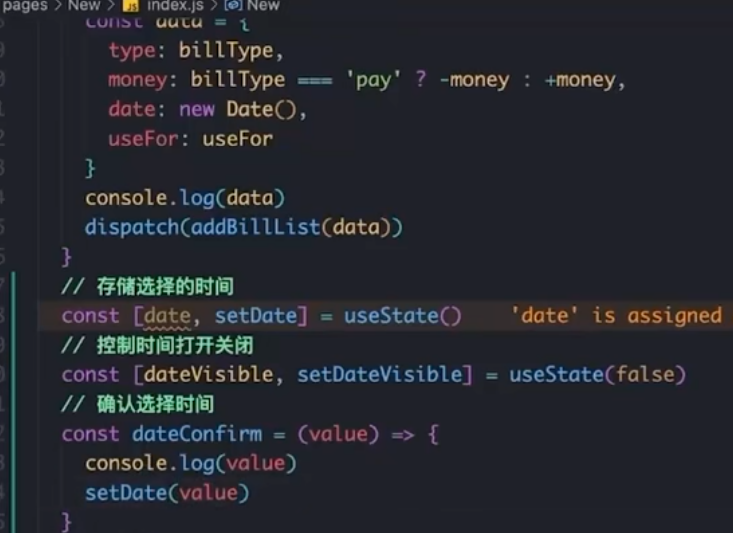 pages > New > JS index.js > New
const data = {
type: billType,
money: billType === 'pay' ? -money : +money,
date: new Date(),
useFor: useFor
}
console.log(data)
dispatch(addBillList(data))
}
// 存储选择的时间
const [date, setDate] = useState() 'date' is assigned
// 控制时间打开关闭
const [dateVisible, setDateVisible] = useState(false)
// 确认选择时间
const dateConfirm = (value) => {
console.log(value)
setDate(value)
}